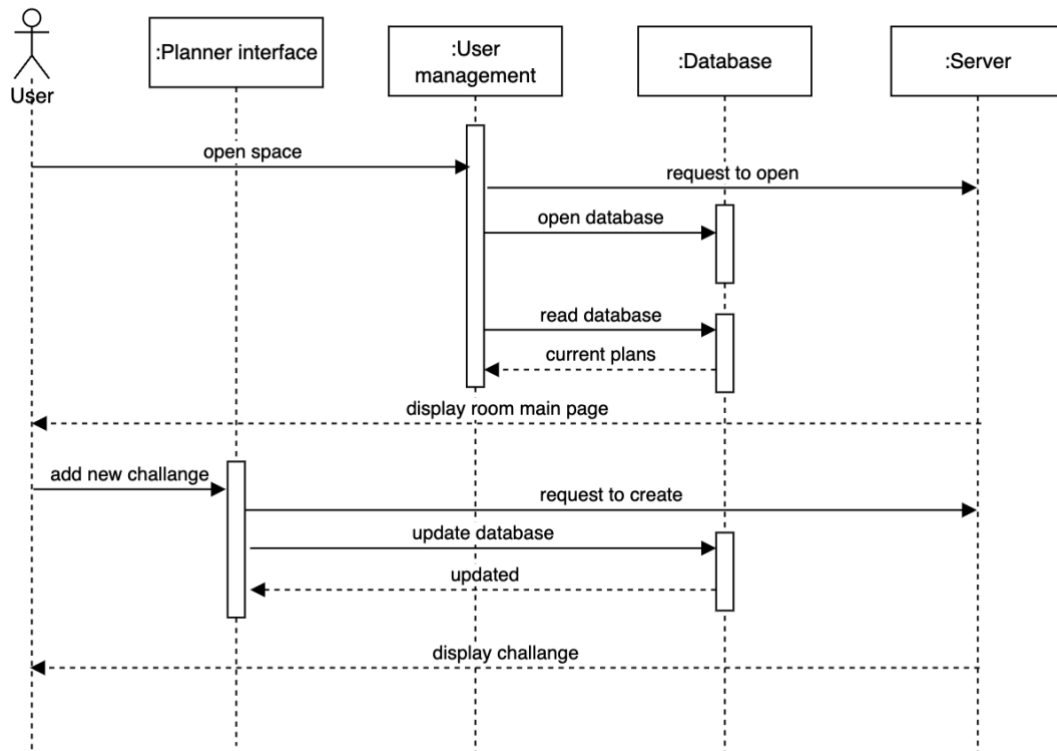 User
:Planner interface
:User
management
:Database
:Server
open space
request to open
open database
read database
current plans
display room main page
add new challange
request to create
update database
updated
display challange